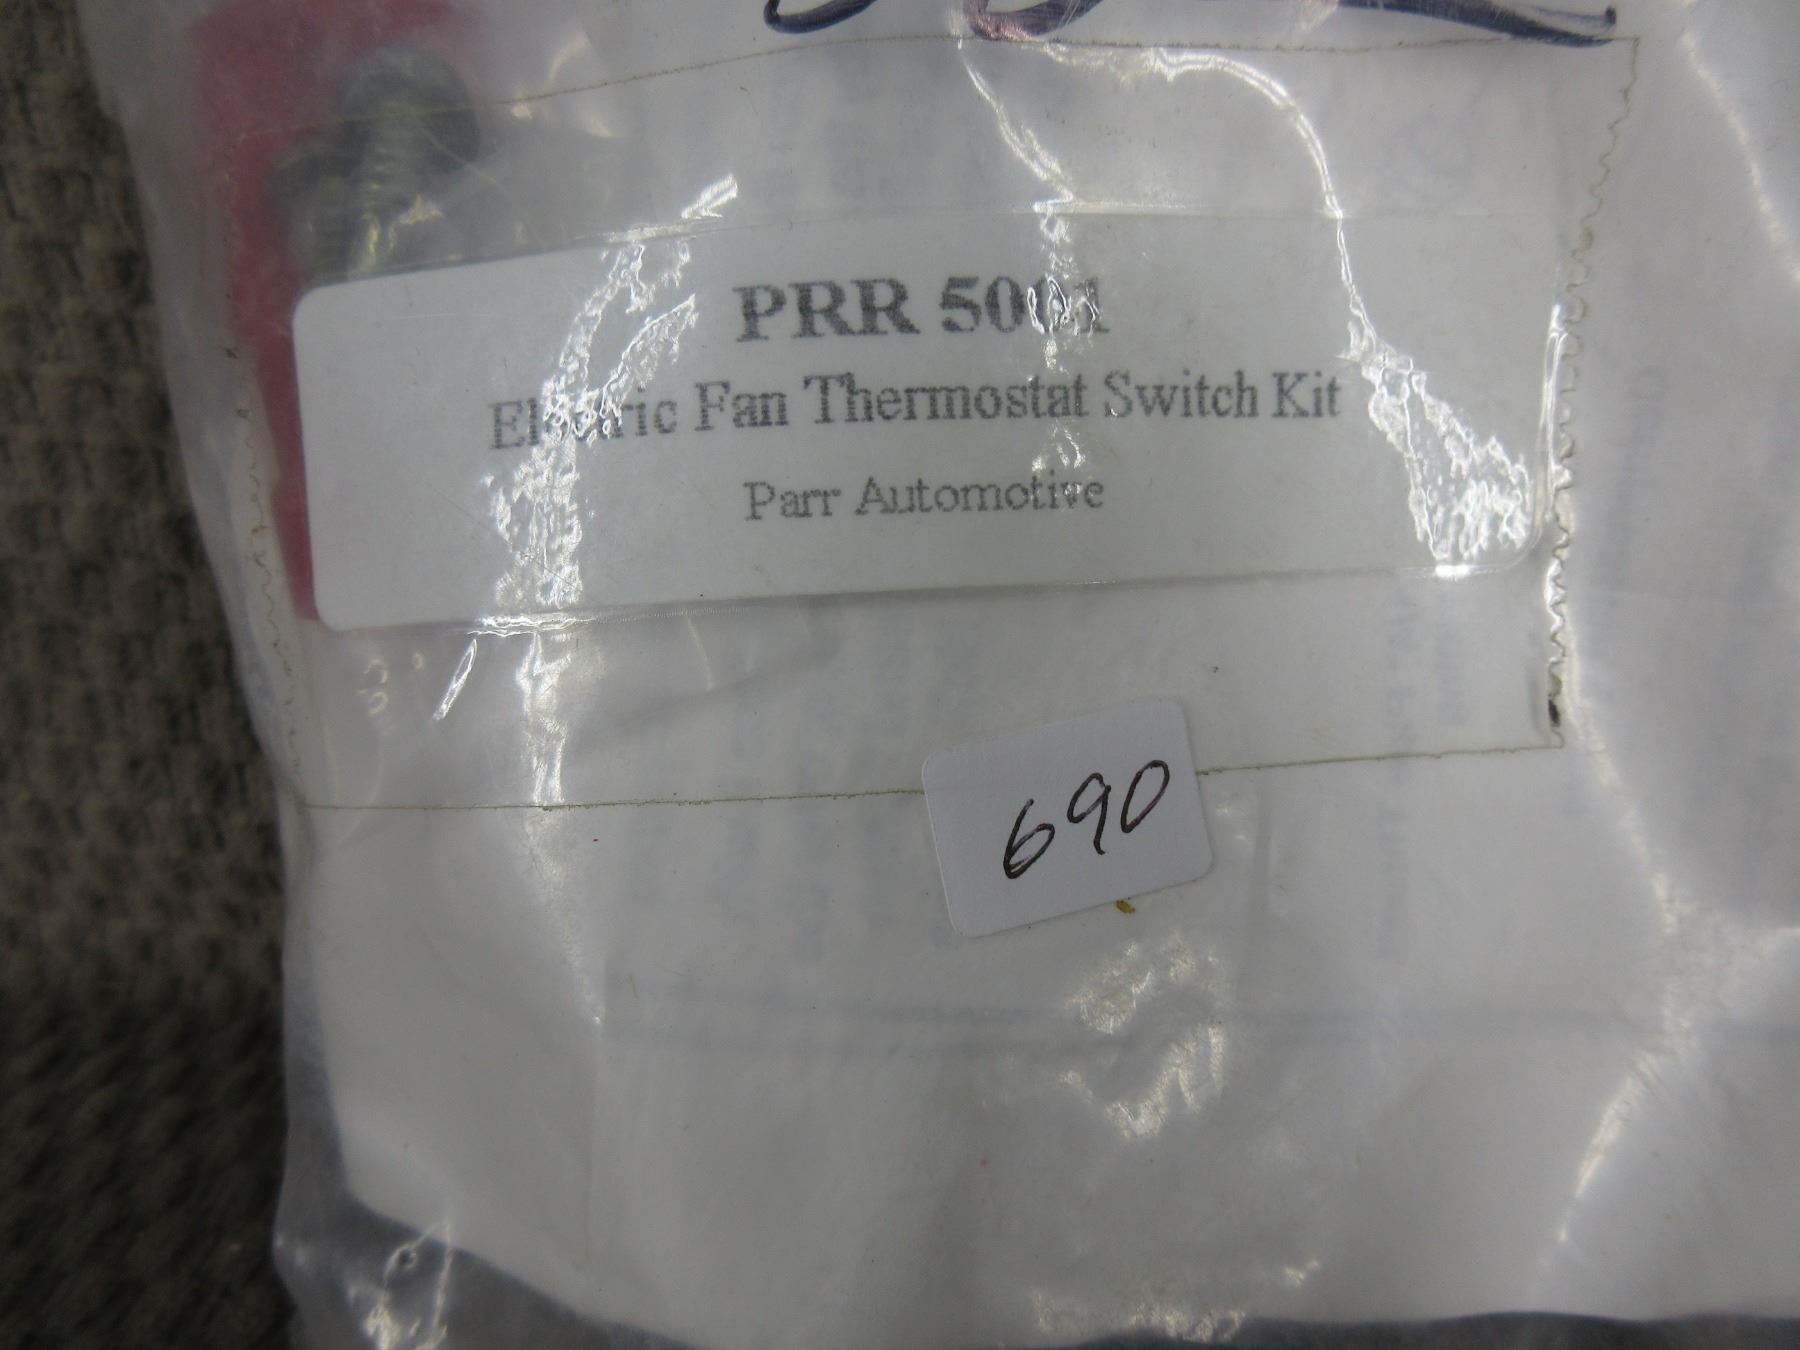 PRR 5001
Electric Fan Thermostat Switch Kit
Parr Automotive
690